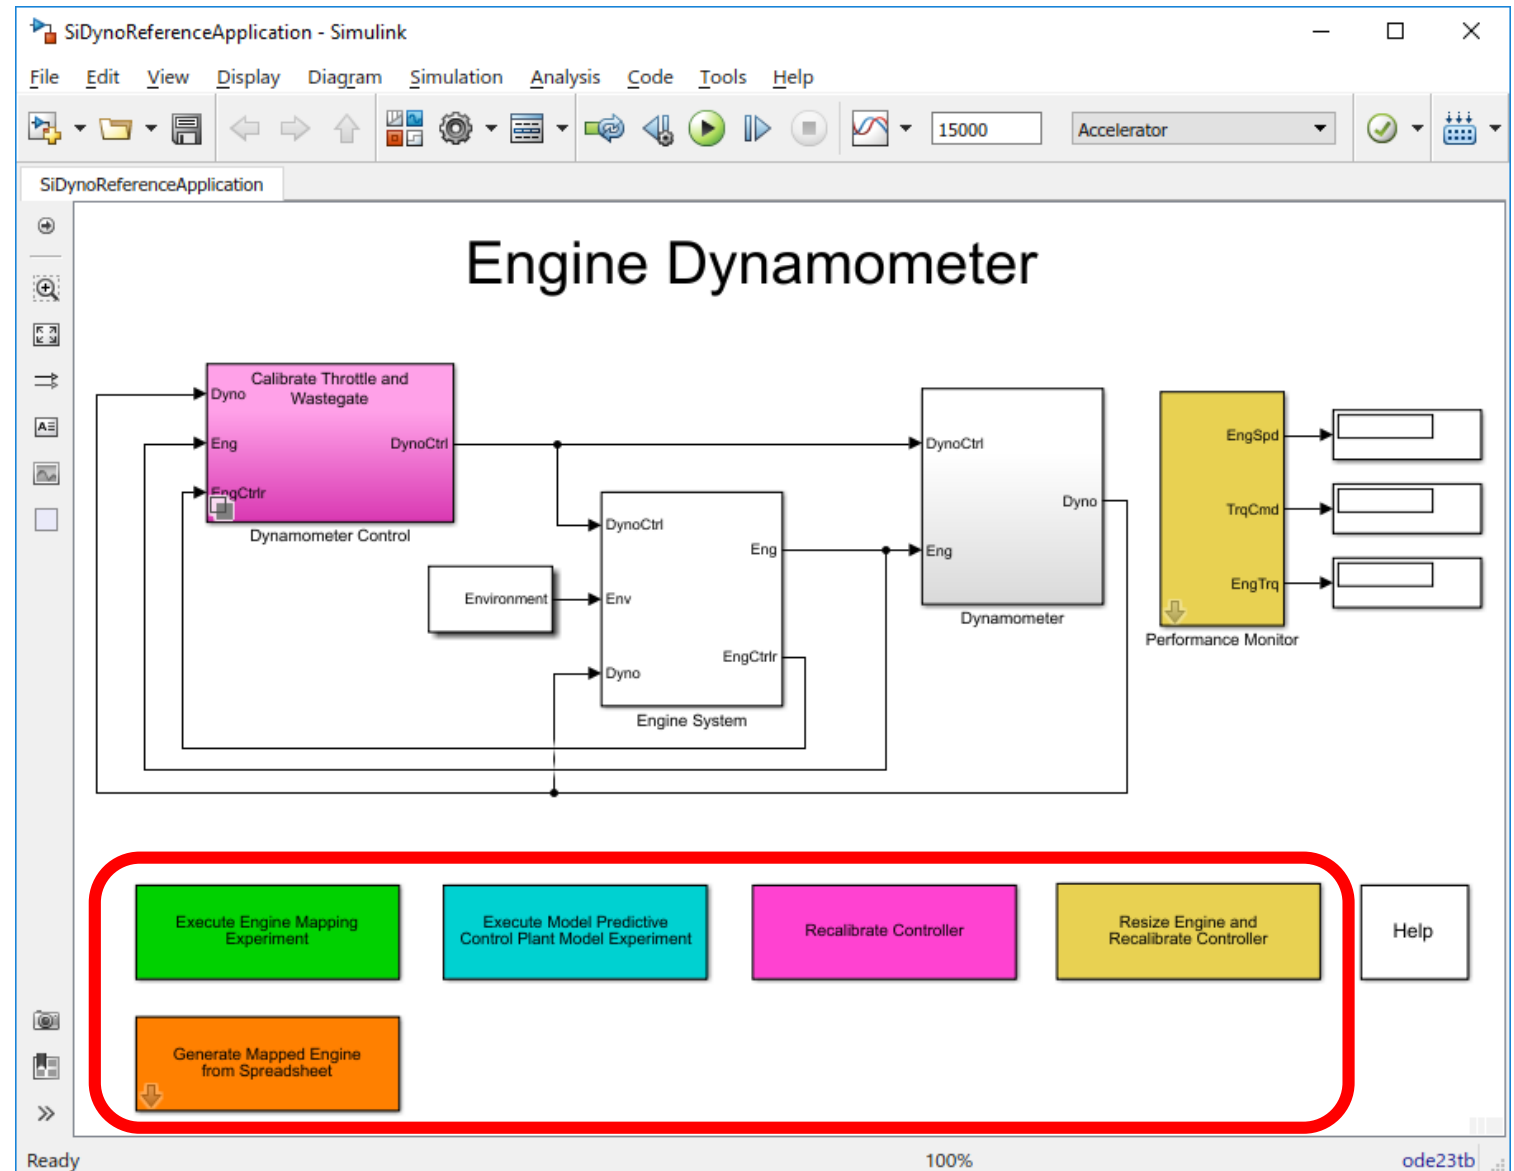 SiDynoReferenceApplication - Simulink
File Edit View Display Diagram Simulation Analysis Code Tools Help
15000 Accelerator
SiDynoReferenceApplication
Engine Dynamometer
Calibrate Throttle and
Wastegate
Dyno
Eng
DynoCtrl
EngCtrlr
Dynamometer Control
Environment
DynoCtrl
Eng
Env
EngCtrlr
Dyno
Engine System
DynoCtrl
Dyno
Eng
Dynamometer
EngSpd
TrqCmd
EngTrq
Performance Monitor
Execute Engine Mapping
Experiment
Execute Model Predictive
Control Plant Model Experiment
Recalibrate Controller
Resize Engine and
Recalibrate Controller
Help
Generate Mapped Engine
from Spreadsheet
Ready 100% ode23tb